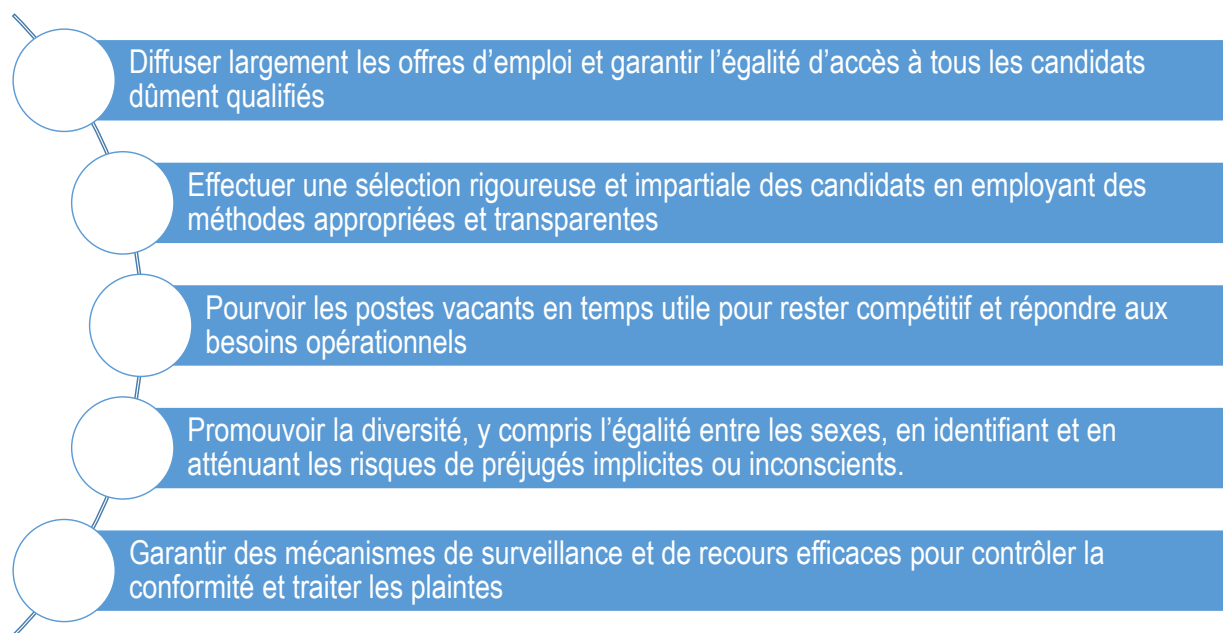 Diffuser largement les offres d’emploi et garantir l’égalité d’accès à tous les candidats
dûment qualifiés
Effectuer une sélection rigoureuse et impartiale des candidats en employant des
méthodes appropriées et transparentes
Pourvoir les postes vacants en temps utile pour rester compétitif et répondre aux
besoins opérationnels
Promouvoir la diversité, y compris l’égalité entre les sexes, en identifiant et en
atténuant les risques de préjugés implicites ou inconscients.
Garantir des mécanismes de surveillance et de recours efficaces pour contrôler la
conformité et traiter les plaintes